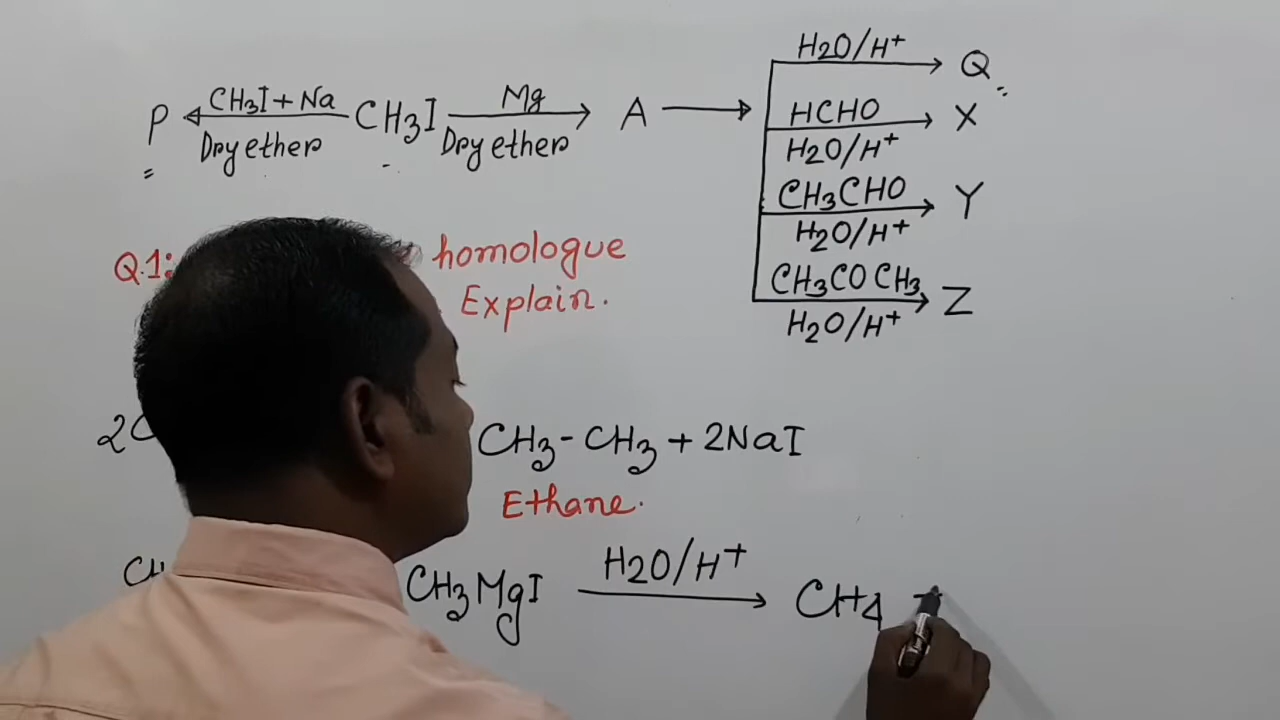 P CH3I + Na Dry ether CH3I Mg Dry ether A
H2O/H+ Q
HCHO X
H2O/H+
CH3CHO Y
H2O/H+
CH3COCH3 Z
H2O/H+
Q.1: homologue
Explain.
CH3-CH3 + 2NaI
Ethane.
CH3MgI H2O/H+ CH4